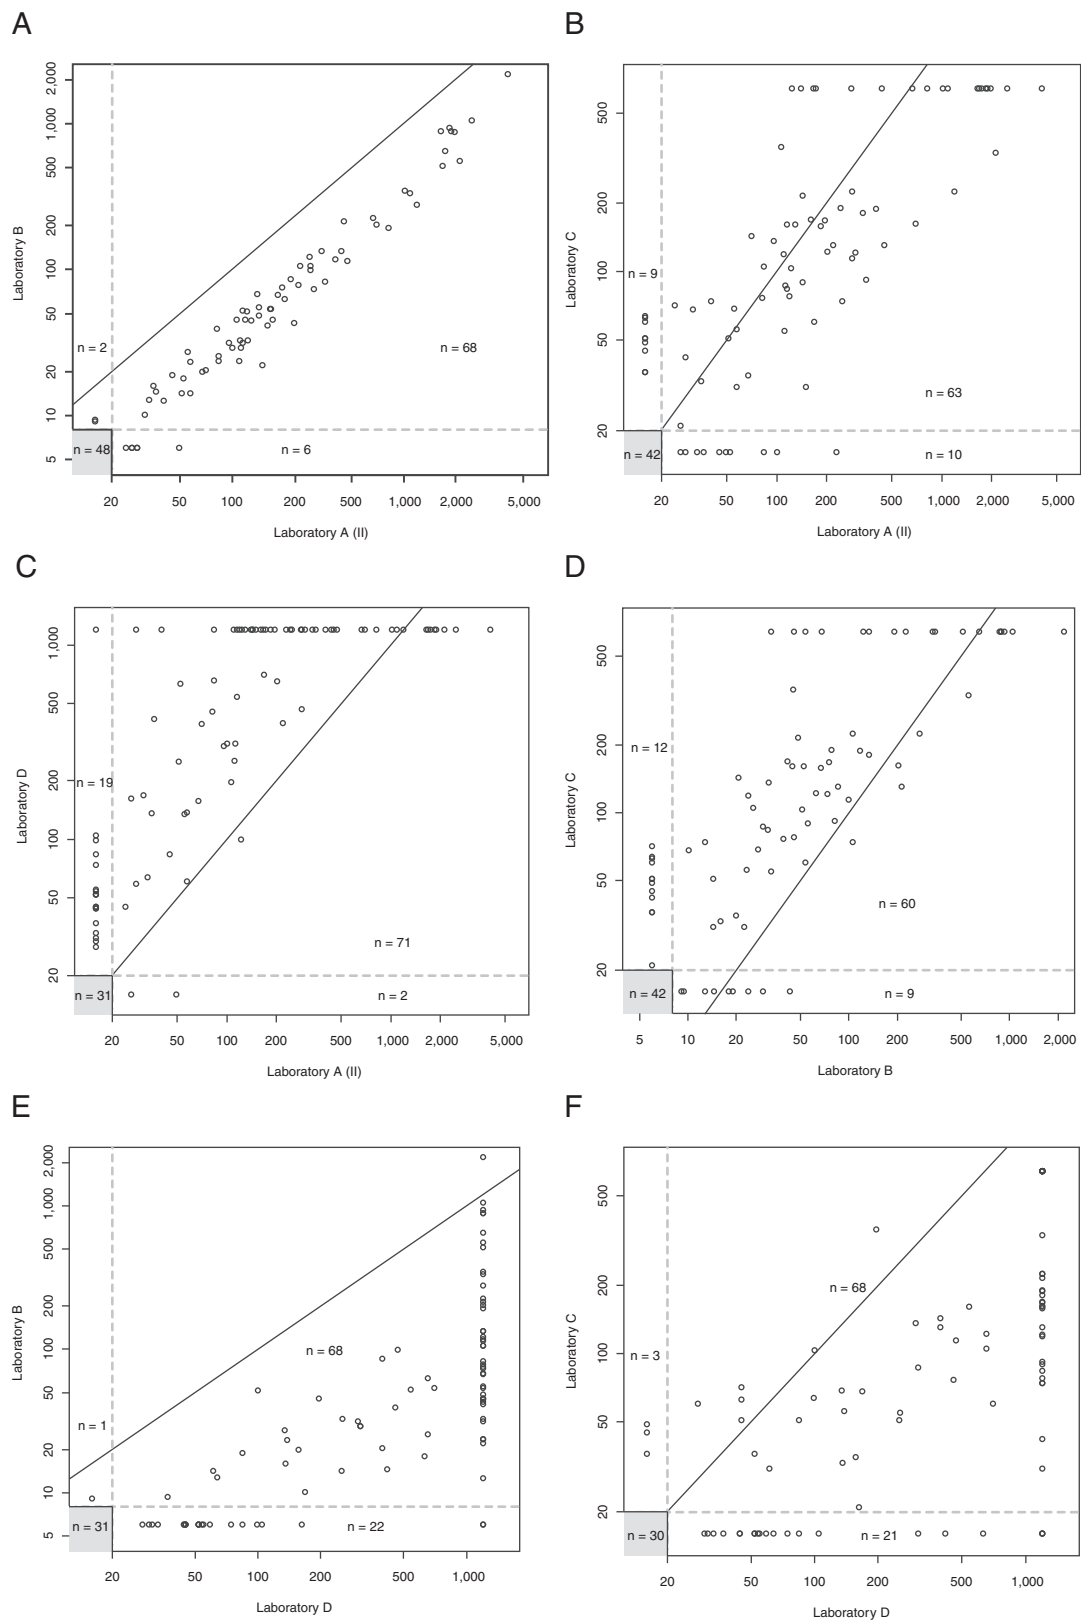 A
Laboratory B
2,000
1,000
500
200
100
50
20
10
5
n = 2
n = 68
n = 48
n = 6
20 50 100 200 500 1,000 2,000 5,000
Laboratory A (II)
B
Laboratory C
500
200
100
50
20
n = 9
n = 63
n = 42
n = 10
20 50 100 200 500 1,000 2,000 5,000
Laboratory A (II)
C
Laboratory D
1,000
500
200
100
50
20
n = 19
n = 71
n = 31
n = 2
20 50 100 200 500 1,000 2,000 5,000
Laboratory A (II)
D
Laboratory C
500
200
100
50
20
n = 12
n = 60
n = 42
n = 9
5 10 20 50 100 200 500 1,000 2,000
Laboratory B
E
Laboratory B
2,000
1,000
500
200
100
50
20
10
5
n = 68
n = 1
n = 31
n = 22
20 50 100 200 500 1,000
Laboratory D
F
Laboratory C
500
200
100
50
20
n = 68
n = 3
n = 30
n = 21
20 50 100 200 500 1,000
Laboratory D